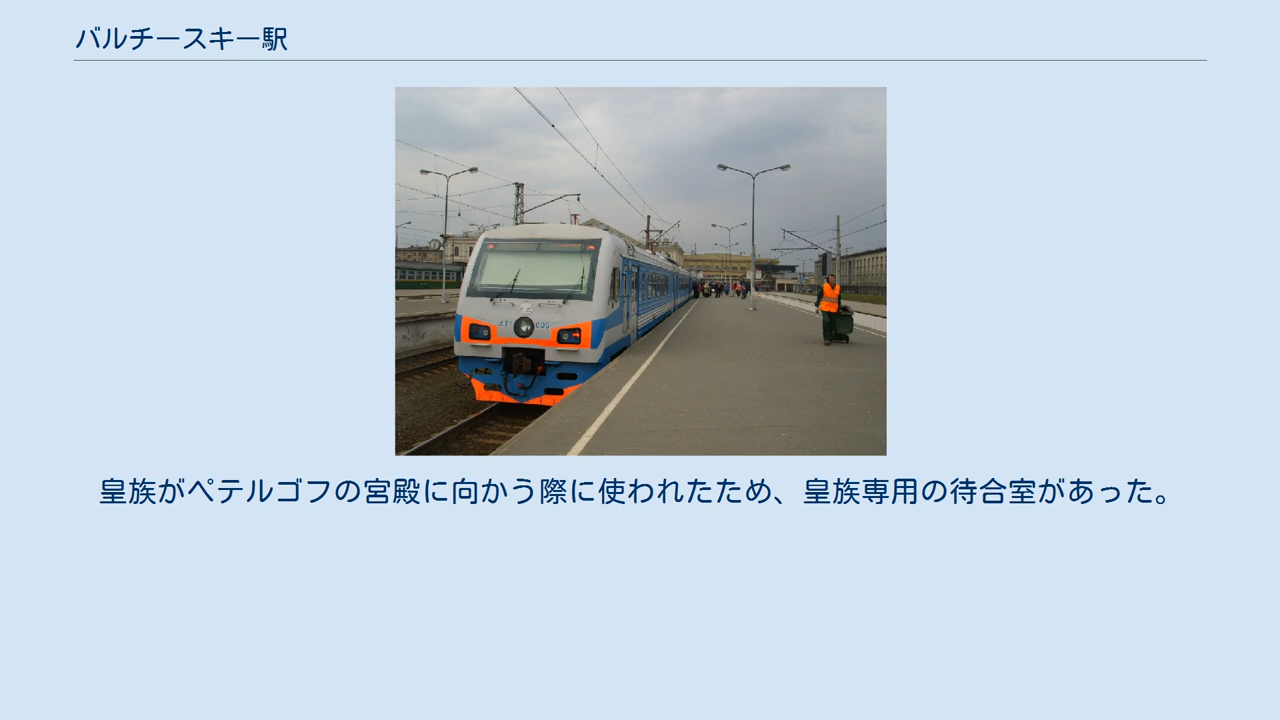 バルチースキー駅
皇族がペテルゴフの宮殿に向かう際に使われたため、皇族専用の待合室があった。